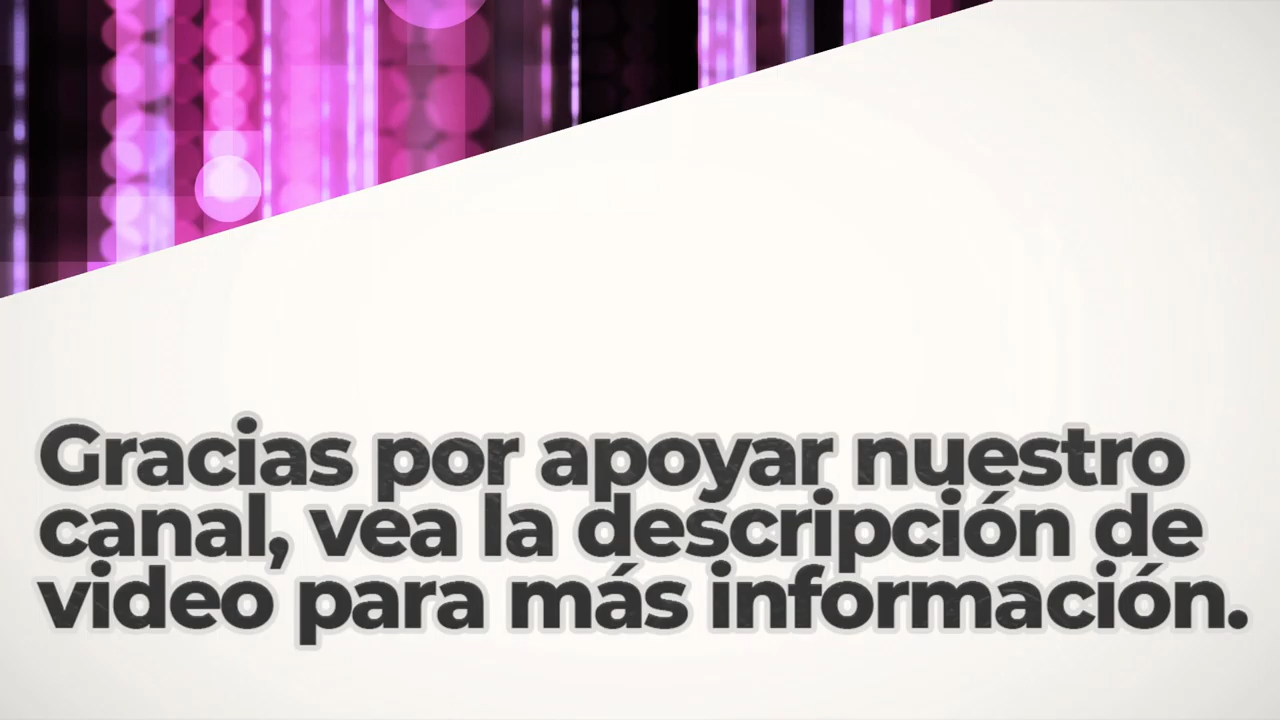 Gracias por apoyar nuestro
canal, vea la descripción de
video para más información.